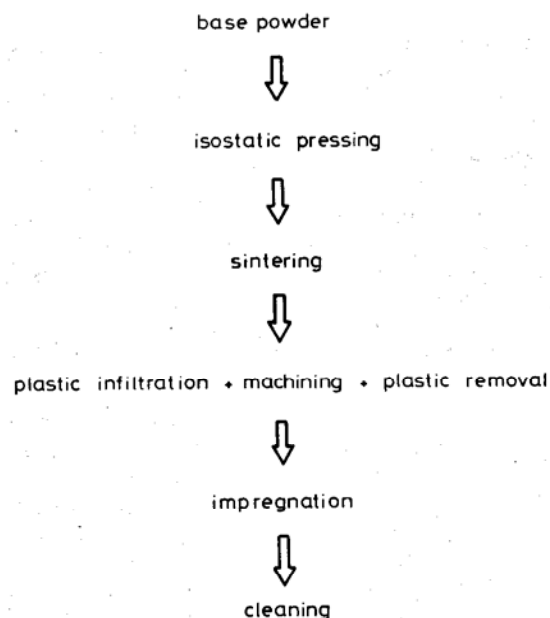 base powder
isostatic pressing
sintering
plastic infiltration + machining + plastic removal
impregnation
cleaning